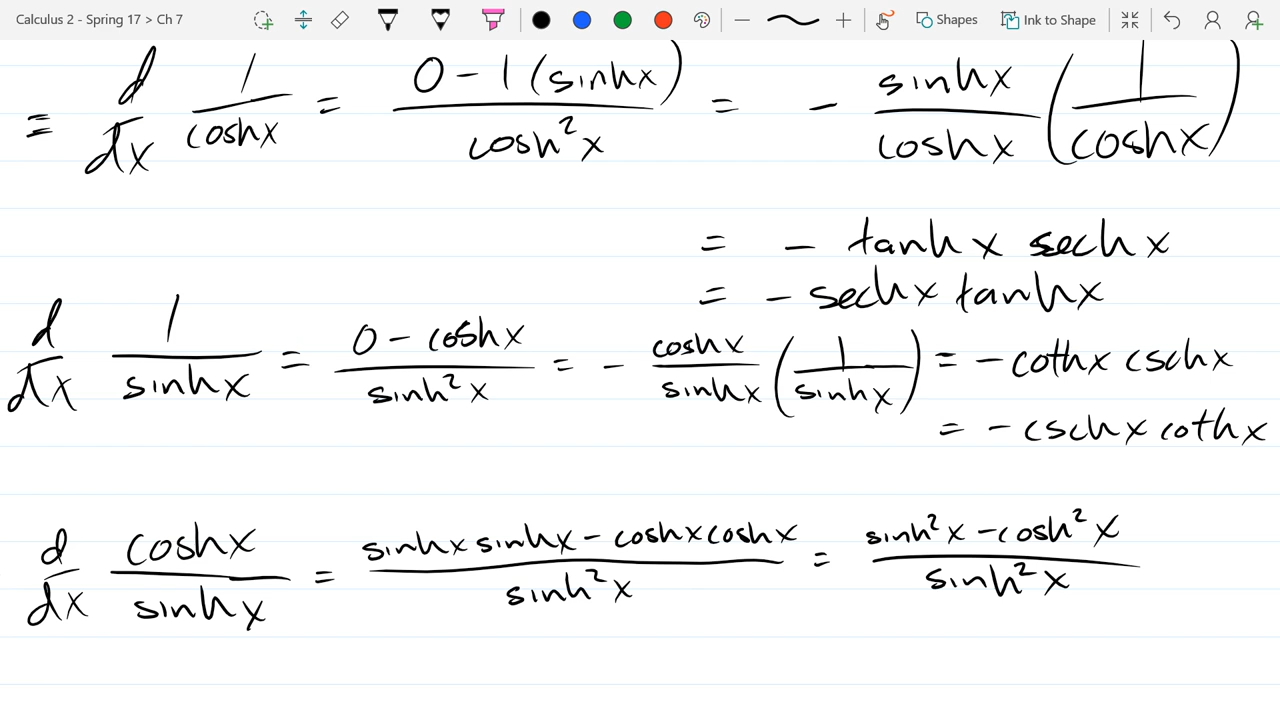 Calculus 2 - Spring 17 > Ch 7 Shapes Ink to Shape
= d/dx 1/coshx = 0 - 1(sinhx)/cosh²x = - sinhx/coshx (1/coshx)
= - tanhx sechx
= - sechx tanhx
d/dx 1/sinhx = 0 - coshx/sinh²x = - coshx/sinhx (1/sinhx) = - cothx cschx
= - cschx cothx
d/dx coshx/sinhx = sinhx sinhx - coshx coshx/sinh²x = sinh²x - cosh²x/sinh²x